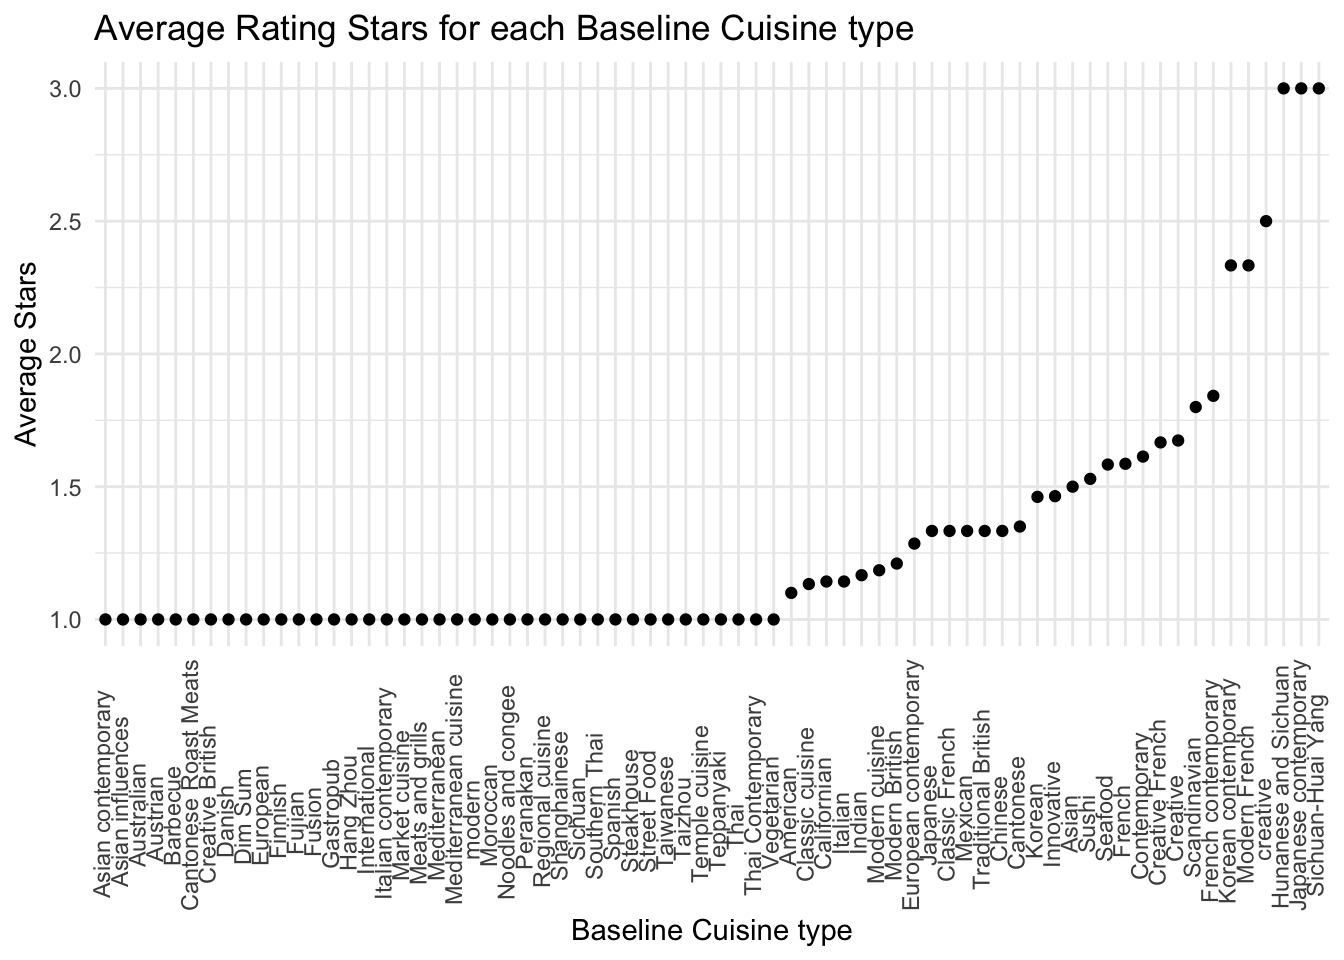 Average Rating Stars for each Baseline Cuisine type
Average Stars
3.0
2.5
2.0
1.5
1.0
Asian contemporary
Asian influences
Australian
Austrian
Barbecue
Cantonese Roast Meats
Creative British
Danish
Dim Sum
European
Finnish
Fujian
Fusion
Gastropub
Hang Zhou
International
Italian contemporary
Market cuisine
Meats and grills
Mediterranean
Mediterranean cuisine
modern
Moroccan
Noodles and congee
Peranakan
Regional cuisine
Shanghainese
Sichuan
Southern Thai
Spanish
Steakhouse
Street Food
Taiwanese
Taizhou
Temple cuisine
Teppanyaki
Thai
Thai Contemporary
Vegetarian
American
Classic cuisine
Californian
Italian
Indian
Modern cuisine
Modern British
European contemporary
Japanese
Classic French
Mexican
Traditional British
Chinese
Cantonese
Korean
Innovative
Asian
Sushi
Seafood
French
Contemporary
Creative French
Creative
Scandinavian
French contemporary
Korean contemporary
Modern French
creative
Hunanese and Sichuan
Japanese contemporary
Sichuan-Huai Yang
Baseline Cuisine type